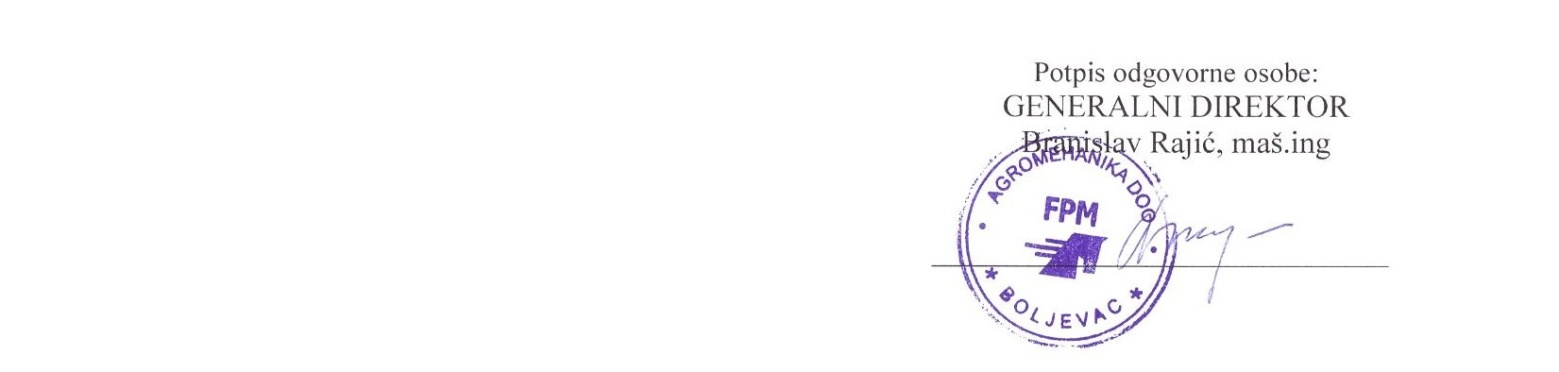 Potpis odgovorne osobe:
GENERALNI DIREKTOR
Branislav Rajić, maš.ing
AGROMEHANIKA DOO
FPM
* BOLJEVAC *